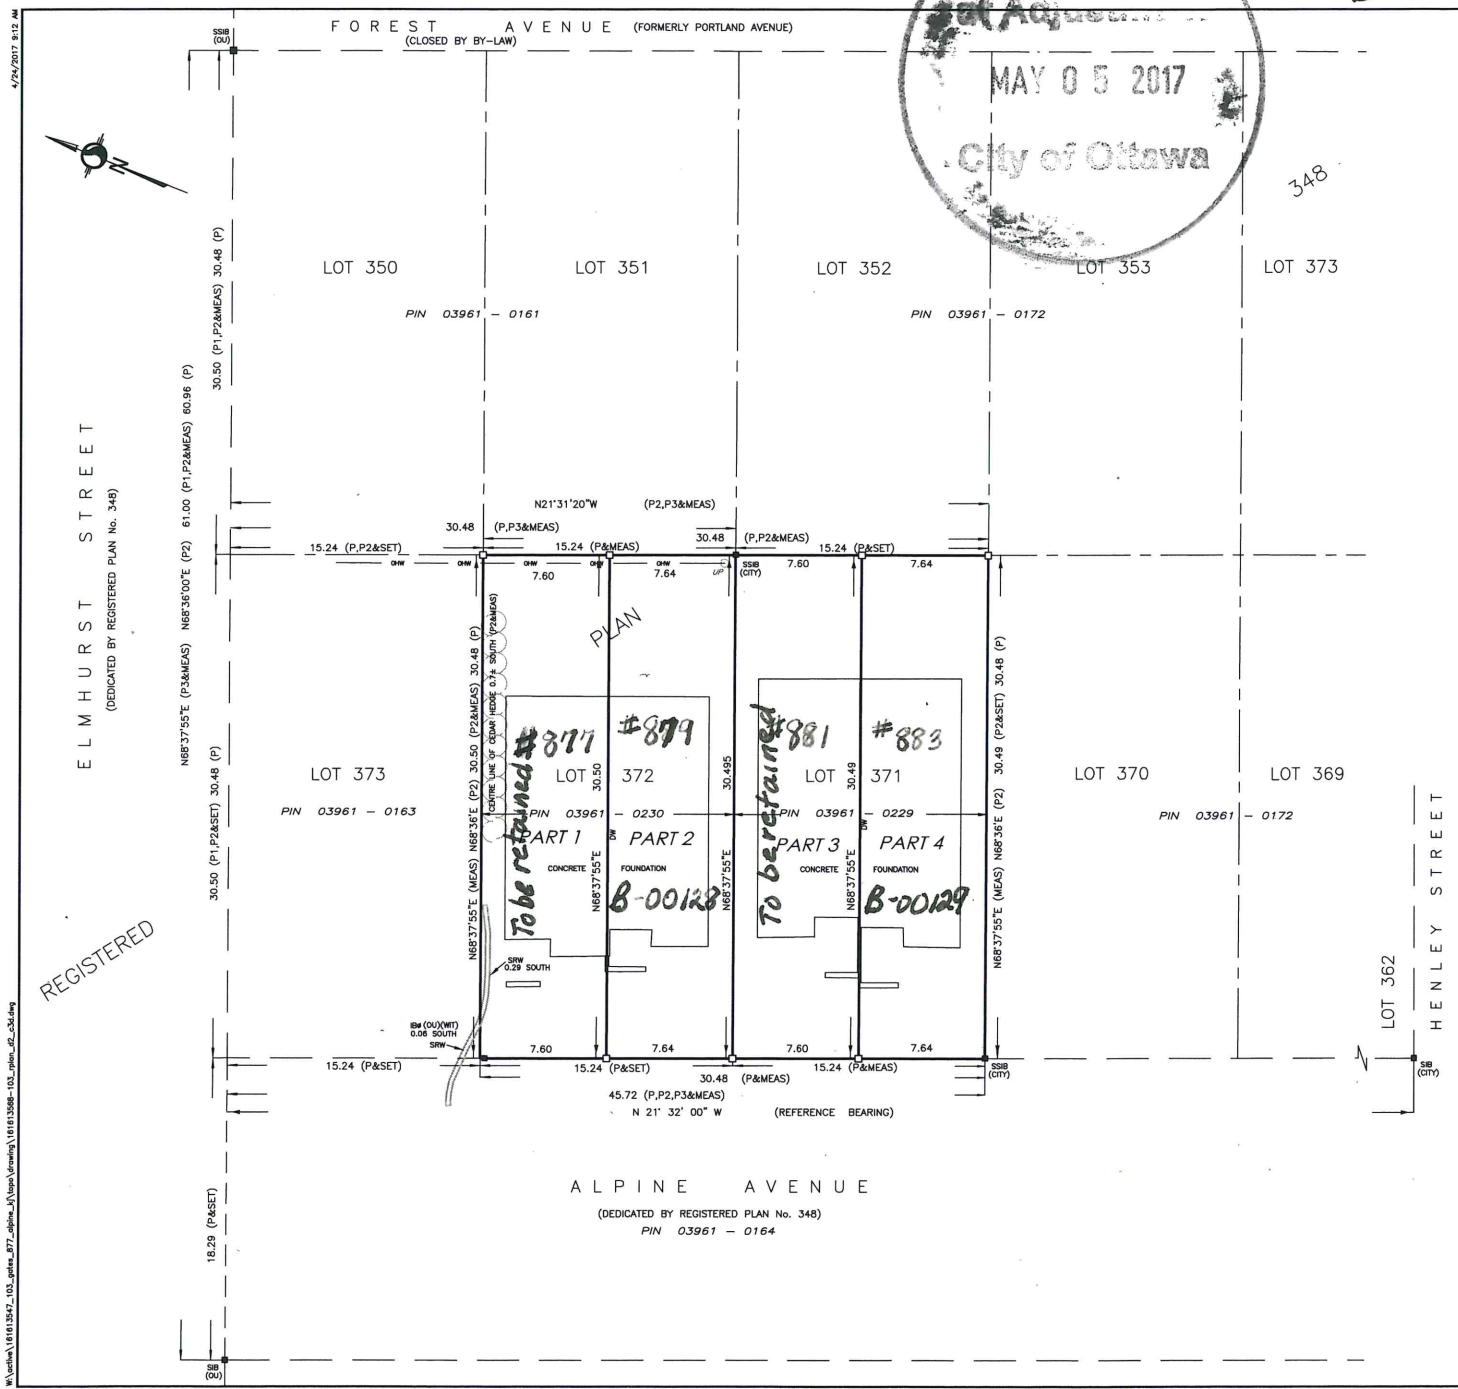 4/24/2017 9:12 AM
FOREST AVENUE (FORMERLY PORTLAND AVENUE)
(CLOSED BY BY-LAW)
SSIB
(OU)
MAY 05 2017
City of Ottawa
N
348
30.50 (P1,P2&MEAS) 30.48 (P)
LOT 350
LOT 351
LOT 352
LOT 353
LOT 373
PIN 03961 - 0161
PIN 03961 - 0172
ELMHURST STREET
(DEDICATED BY REGISTERED PLAN No. 348)
N68°37'55"E (P3&MEAS) N68°36'00"E (P2) 61.00 (P1,P2&MEAS) 60.96 (P)
N21°31'20"W (P2,P3&MEAS)
30.48 (P,P3&MEAS)
30.48 (P,P2&MEAS)
15.24 (P,P2&SET)
15.24 (P&MEAS)
15.24 (P&SET)
OHW OHW OHW OHW
UP
SSIB
(CITY)
7.60
7.64
7.60
7.64
PLAN
CENTRE LINE OF CEDAR HEDGE 0.7± SOUTH (P2&MEAS)
N68°37'55"E (MEAS) N68°36'E (P2) 30.50 (P2&MEAS) 30.48 (P)
#877
#879
#881
#883
To be retained
To be retained
LOT 373
LOT 372
LOT 371
LOT 370
LOT 369
30.50
30.495
30.49
30.50 (P1,P2&SET) 30.48 (P)
PIN 03961 - 0163
PIN 03961 - 0230
PIN 03961 - 0229
PIN 03961 - 0172
PART 1
PART 2
PART 3
PART 4
DW
DW
CONCRETE FOUNDATION
CONCRETE FOUNDATION
N68°37'55"E
N68°37'55"E
N68°37'55"E
N68°37'55"E (MEAS) N68°36'E (P2) 30.49 (P2&SET) 30.48 (P)
B-00128
B-00129
REGISTERED
SRW
0.29 SOUTH
IBø (OU)(WIT)
0.06 SOUTH
SRW
LOT 362
HENLEY STREET
7.60
7.64
7.60
7.64
15.24 (P&SET)
15.24 (P&SET)
15.24 (P&MEAS)
SSIB
(CITY)
SIB
(CITY)
30.48 (P&MEAS)
45.72 (P,P2,P3&MEAS)
N 21° 32' 00" W (REFERENCE BEARING)
ALPINE AVENUE
(DEDICATED BY REGISTERED PLAN No. 348)
PIN 03961 - 0164
18.29 (P&SET)
SIB
(OU)